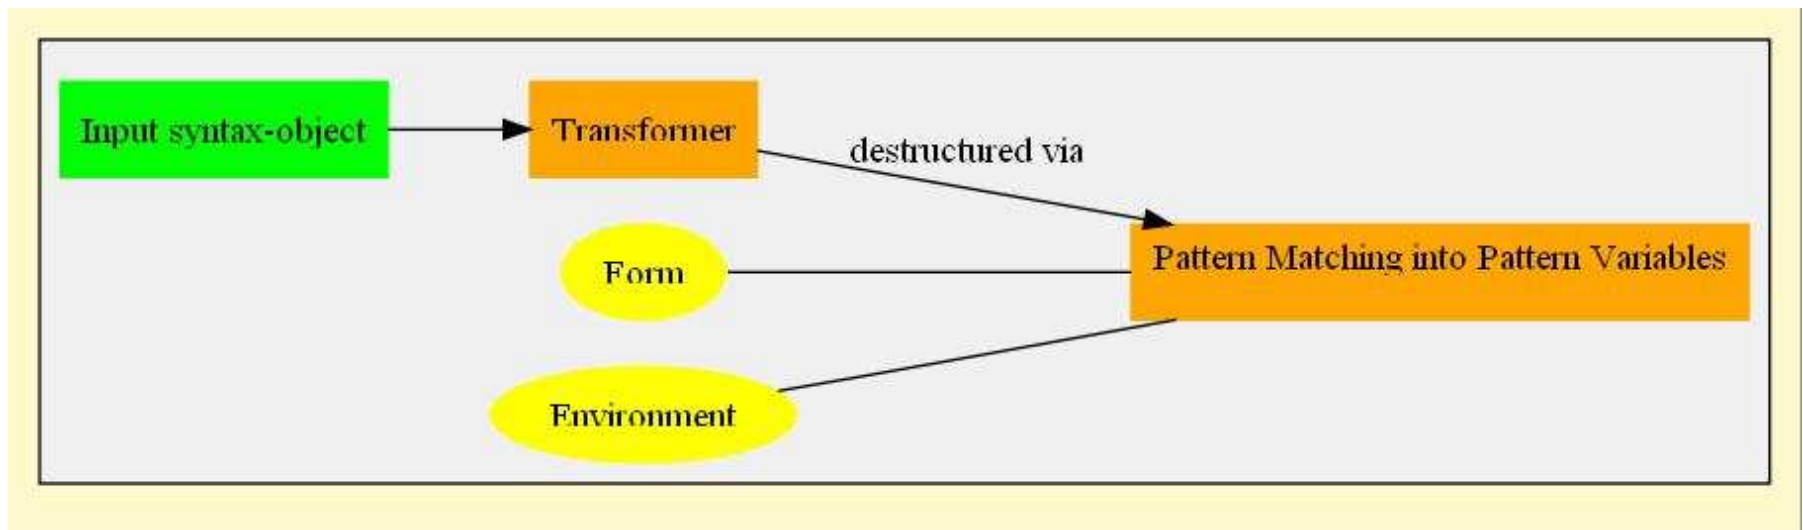 Input syntax-object
Transformer
destructured via
Form
Pattern Matching into Pattern Variables
Environment